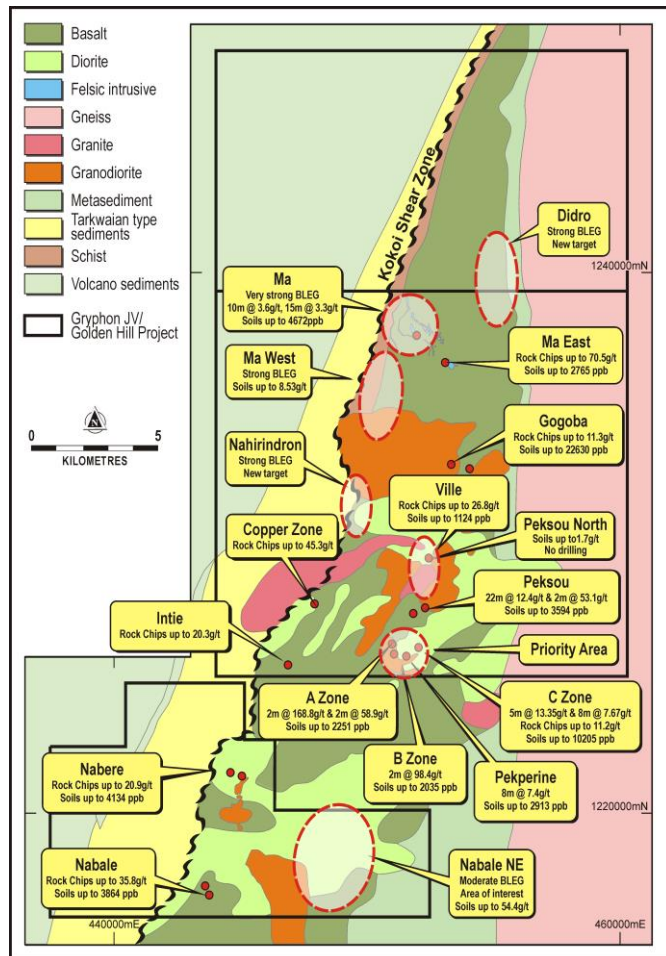 Basalt
Diorite
Felsic intrusive
Gneiss
Granite
Granodiorite
Metasediment
Tarkwaian type
sediments
Schist
Volcano sediments
Gryphon JV/
Golden Hill Project
0
5
KILOMETRES
Kokoi Shear Zone
Didro
Strong BLEG
New target
1240000mN
Ma
Very strong BLEG
10m @ 3.6g/t, 15m @ 3.3g/t
Soils up to 4672ppb
Ma East
Rock Chips up to 70.5g/t
Soils up to 2765 ppb
Ma West
Strong BLEG
Soils up to 8.53g/t
Gogoba
Rock Chips up to 11.3g/t
Soils up to 22630 ppb
Nahirindron
Strong BLEG
New target
Ville
Rock Chips up to 26.8g/t
Soils up to 1124 ppb
Peksou North
Soils up to1.7g/t
No drilling
Copper Zone
Rock Chips up to 45.3g/t
Peksou
22m @ 12.4g/t & 2m @ 53.1g/t
Soils up to 3594 ppb
Intie
Rock Chips up to 20.3g/t
Priority Area
A Zone
2m @ 168.8g/t & 2m @ 58.9g/t
Soils up to 2251 ppb
C Zone
5m @ 13.35g/t & 8m @ 7.67g/t
Rock Chips up to 11.2g/t
Soils up to 10205 ppb
B Zone
2m @ 98.4g/t
Soils up to 2035 ppb
Pekperine
8m @ 7.4g/t
Soils up to 2913 ppb
Nabere
Rock Chips up to 20.9g/t
Soils up to 4134 ppb
1220000mN
Nabale
Rock Chips up to 35.8g/t
Soils up to 3864 ppb
Nabale NE
Moderate BLEG
Area of interest
Soils up to 54.4g/t
440000mE
460000mE